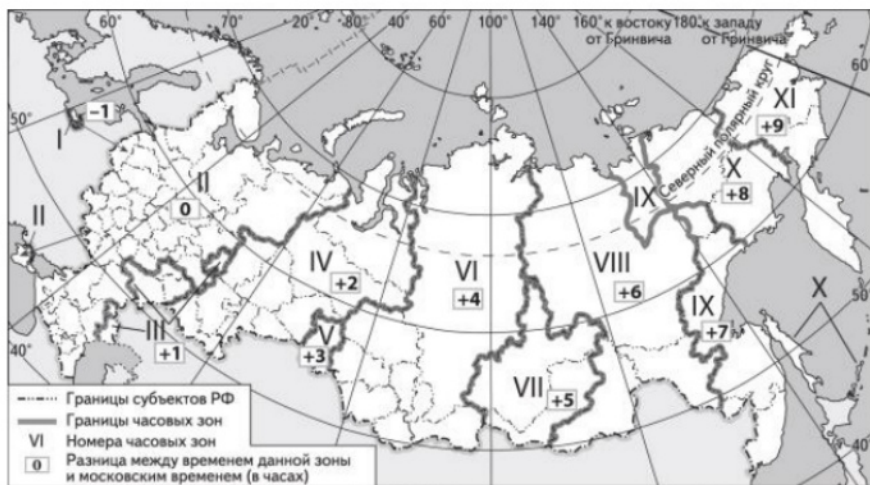 60°
70°
20°
40°
60°
80°
100°
120°
140°
160° к востоку
от Гринвича
180° к западу
от Гринвича
60°
50°
I
-1
II
II
0
IV
+2
VI
+4
VIII
+6
IX
IX
+7
X
+8
XI
+9
Северный полярный круг
X
50°
III
+1
V
+3
VII
+5
40°
40°
Границы субъектов РФ
Границы часовых зон
VI Номера часовых зон
0 Разница между временем данной зоны
и московским временем (в часах)